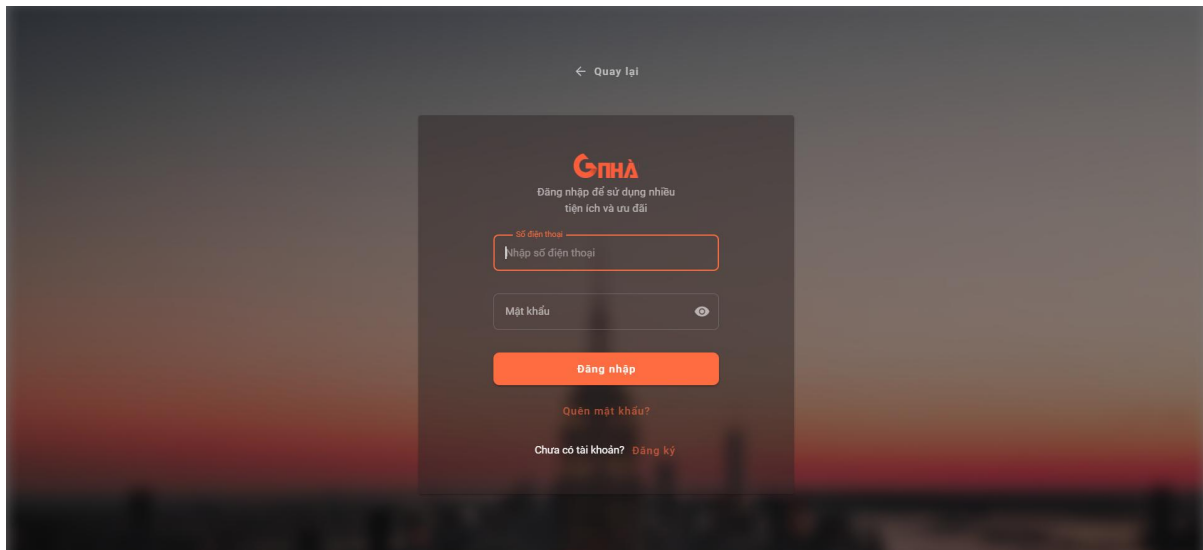 ← Quay lại
GNHÀ
Đăng nhập để sử dụng nhiều
tiện ích và ưu đãi
Số điện thoại
Nhập số điện thoại
Mật khẩu
Đăng nhập
Quên mật khẩu?
Chưa có tài khoản? Đăng ký